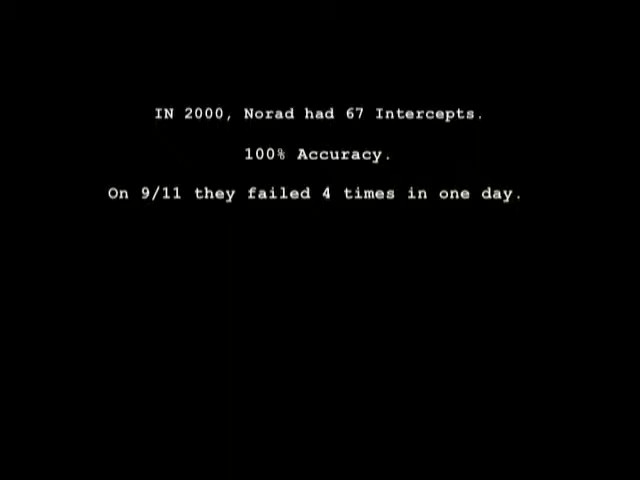 IN 2000, Norad had 67 Intercepts.
100% Accuracy.
On 9/11 they failed 4 times in one day.